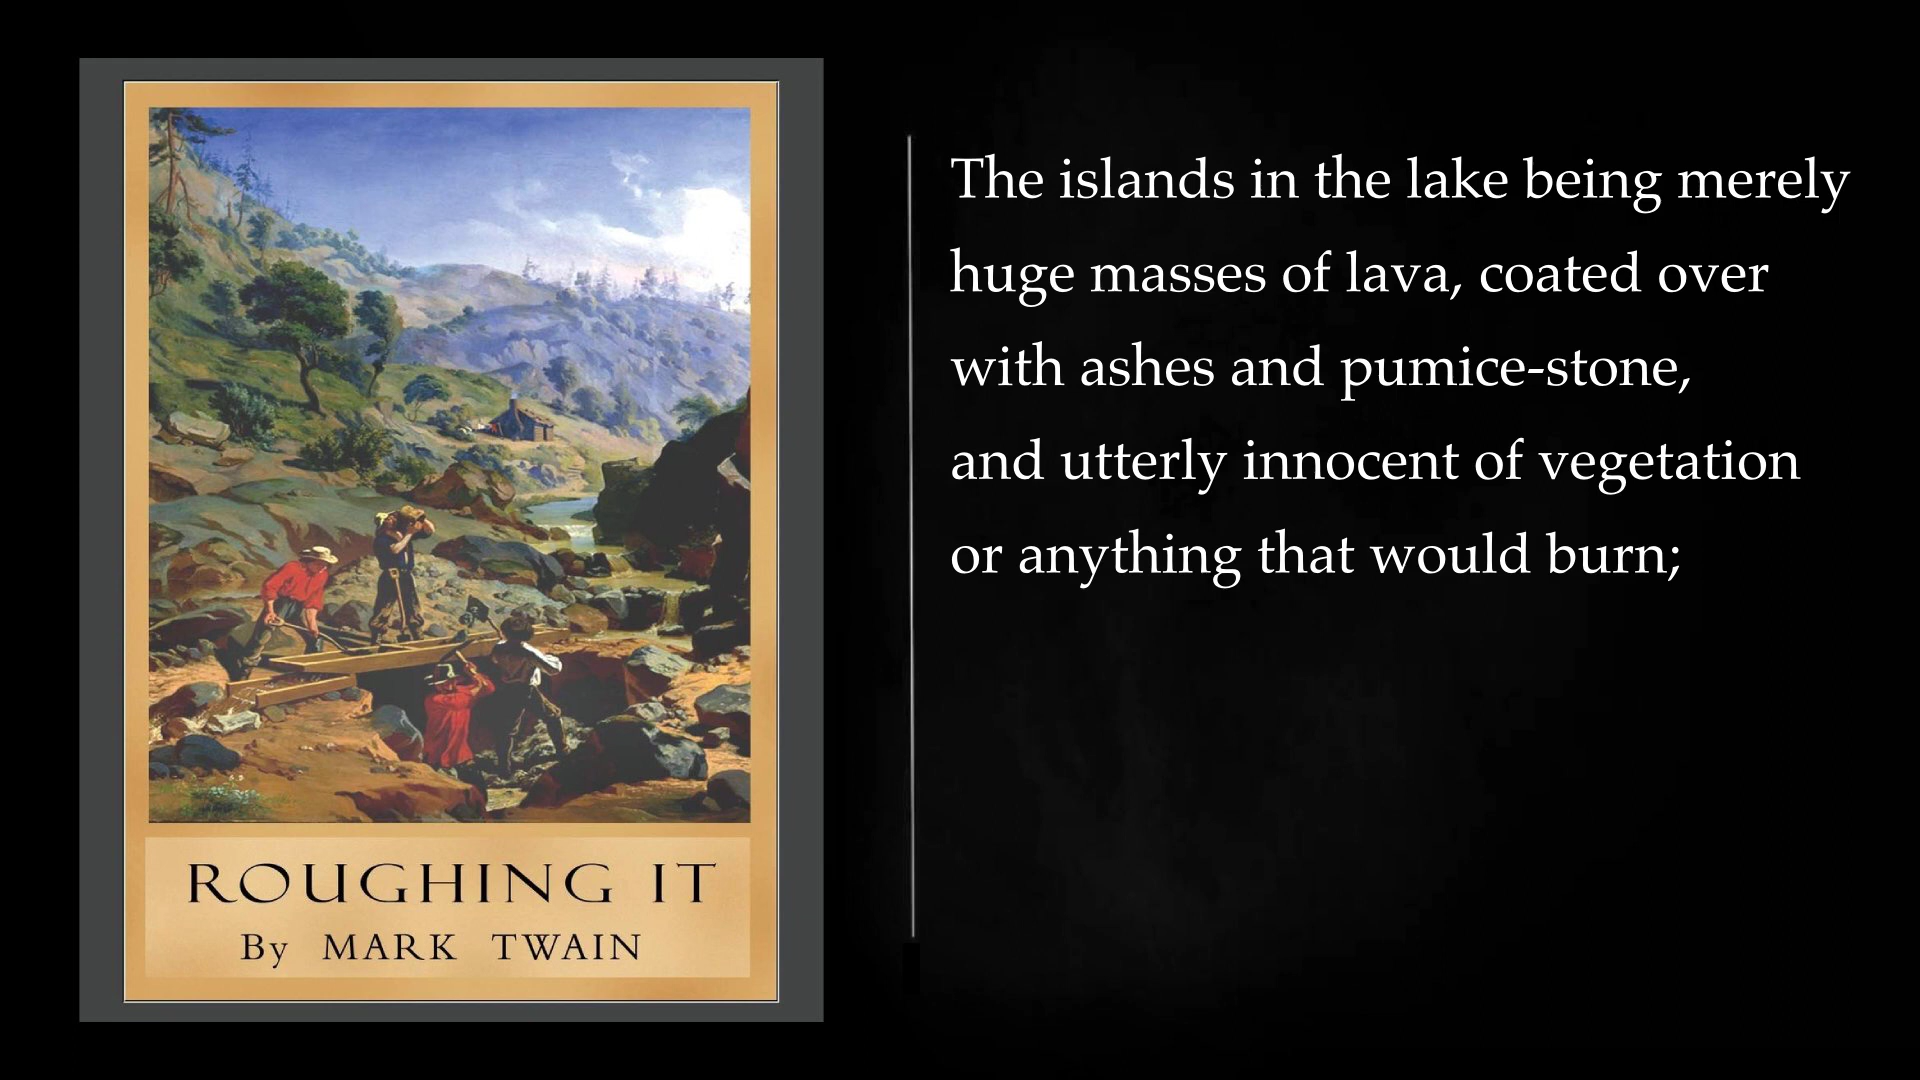 ROUGHING IT
By MARK TWAIN
The islands in the lake being merely
huge masses of lava, coated over
with ashes and pumice-stone,
and utterly innocent of vegetation
or anything that would burn;